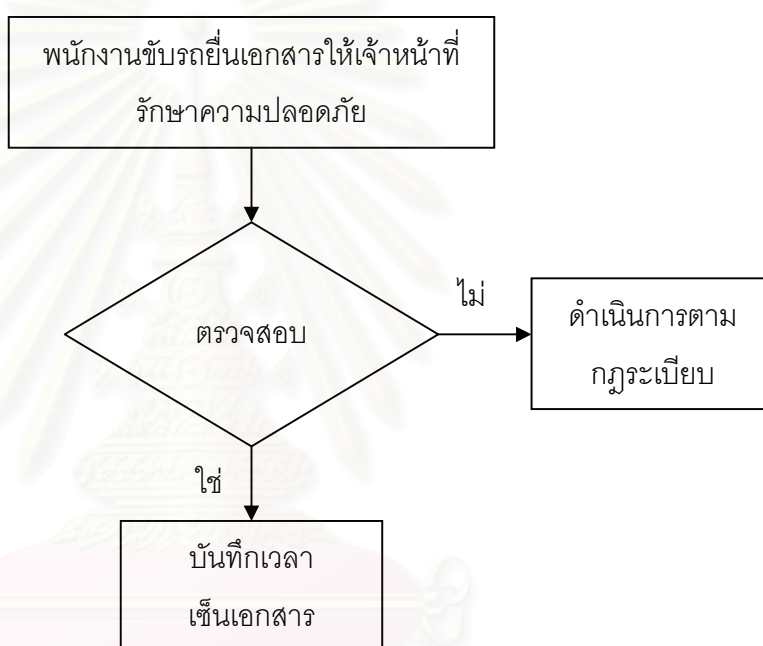 พนักงานขับรถยื่นเอกสารให้เจ้าหน้าที่
รักษาความปลอดภัย
ตรวจสอบ
ไม่
ดำเนินการตาม
กฎระเบียบ
ใช่
บันทึกเวลา
เซ็นเอกสาร